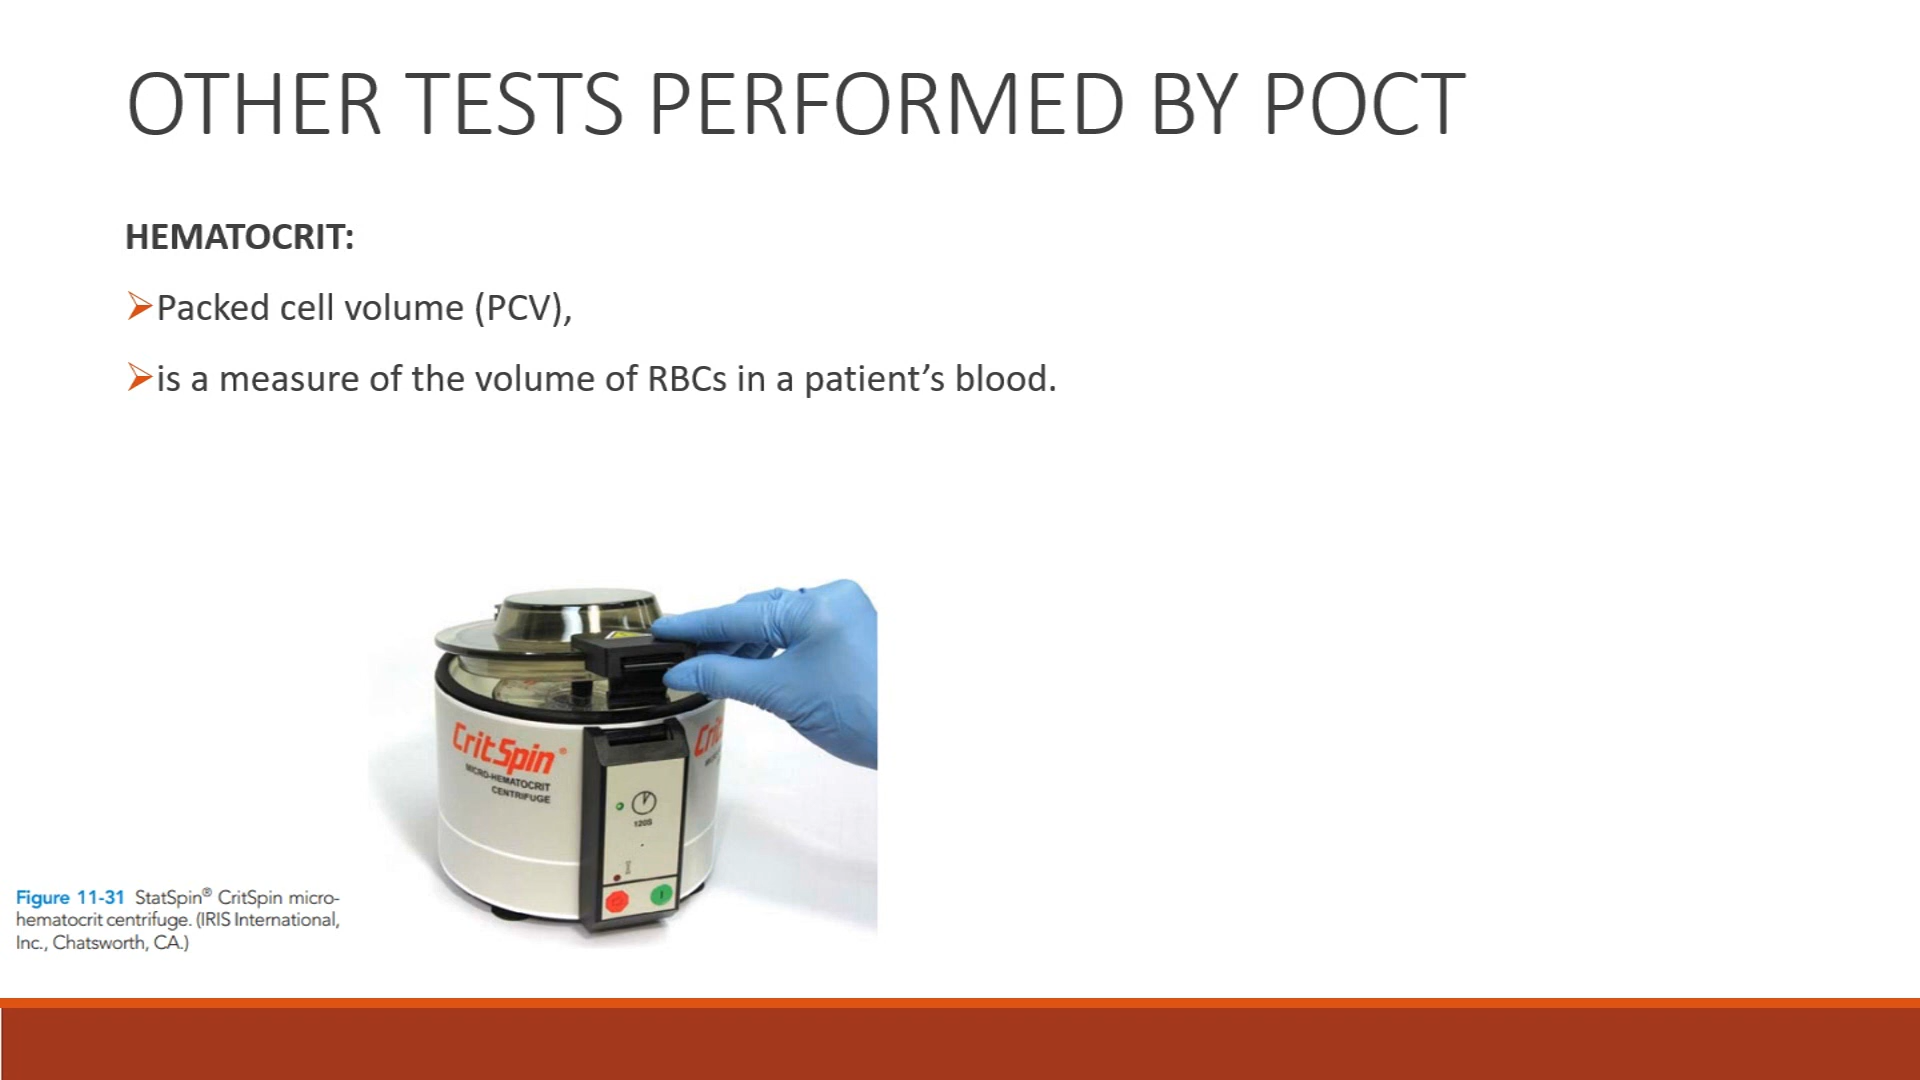 OTHER TESTS PERFORMED BY POCT
HEMATOCRIT:
➢Packed cell volume (PCV),
➢is a measure of the volume of RBCs in a patient’s blood.
CritSpin®
MICRO-HEMATOCRIT
CENTRIFUGE
120S
Figure 11-31 StatSpin® CritSpin micro-
hematocrit centrifuge. (IRIS International,
Inc., Chatsworth, CA.)